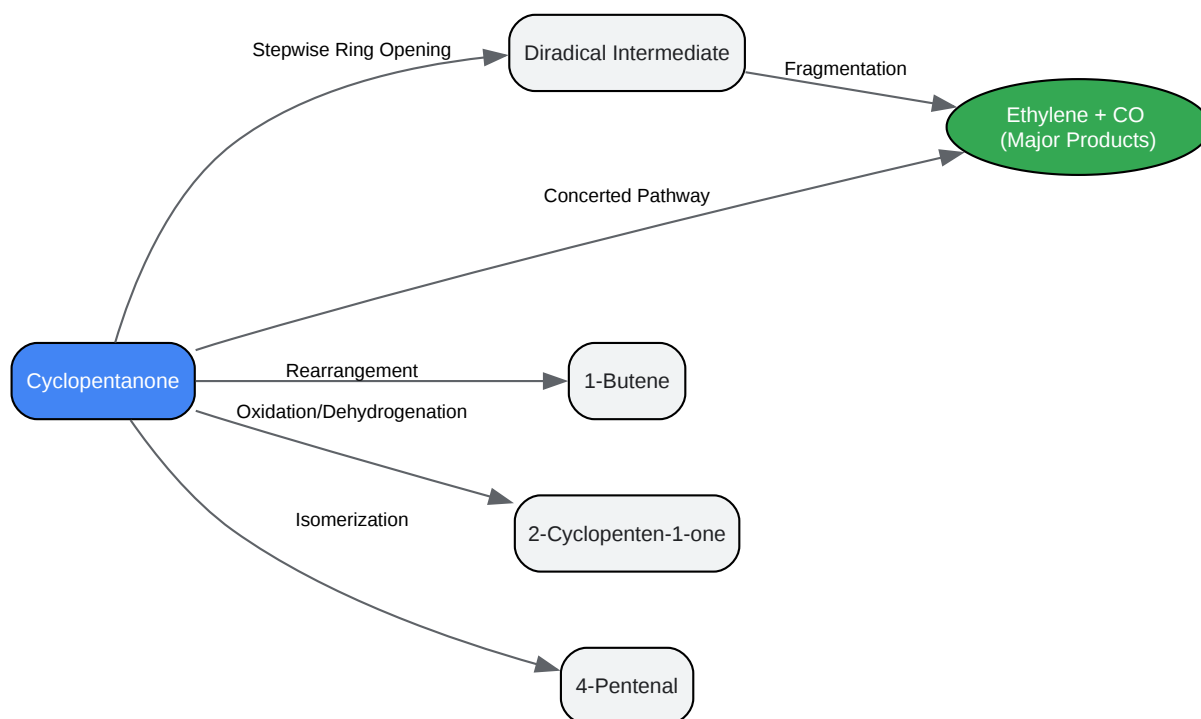 Stepwise Ring Opening
Diradical Intermediate
Fragmentation
Ethylene + CO
(Major Products)
Concerted Pathway
Cyclopentanone
Rearrangement
1-Butene
Oxidation/Dehydrogenation
2-Cyclopenten-1-one
Isomerization
4-Pentenal